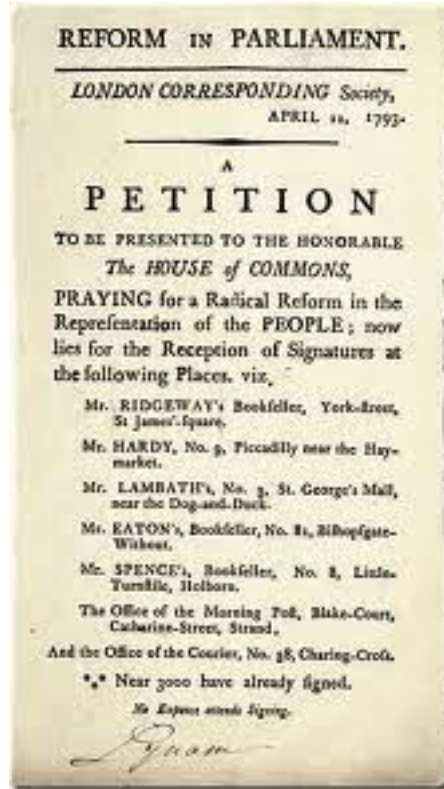 REFORM IN PARLIAMENT.
LONDON CORRESPONDING Society,
APRIL 22, 1793.
A
PETITION
TO BE PRESENTED TO THE HONORABLE
The HOUSE of COMMONS,
PRAYING for a Radical Reform in the
Repreſentation of the PEOPLE; now
lies for the Reception of Signatures at
the following Places. viz.
Mr. RIDGEWAY's Bookſeller, York-ſtreet,
St James'-ſquare.
Mr. HARDY, No. 9, Piccadilly near the Hay-
market.
Mr. LAMBATH's, No. 3, St. George's Mall,
near the Dog-and-Duck.
Mr. EATON's, Bookſeller, No. 81, Biſhopſgate-
Without.
Mr. SPENCE's, Bookſeller, No. 8, Little-
Turnſtile, Holborn.
The Office of the Morning Poſt, Blake-Court,
Catharine-Street, Strand,
And the Office of the Courier, No. 38, Charing-Croſs.
*** Near 3000 have already ſigned.
No Expence attends Signing.